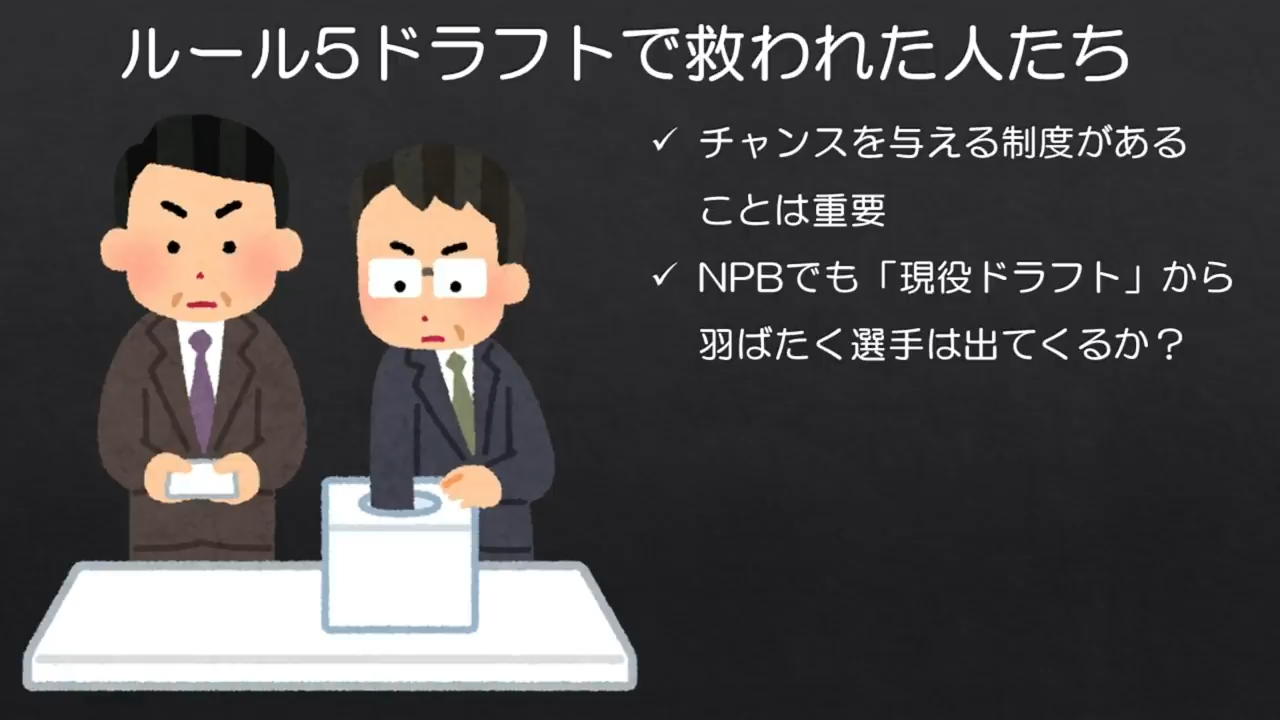 ルール5ドラフトで救われた人たち
✓ チャンスを与える制度がある
ことは重要
✓ NPBでも「現役ドラフト」から
羽ばたく選手は出てくるか？